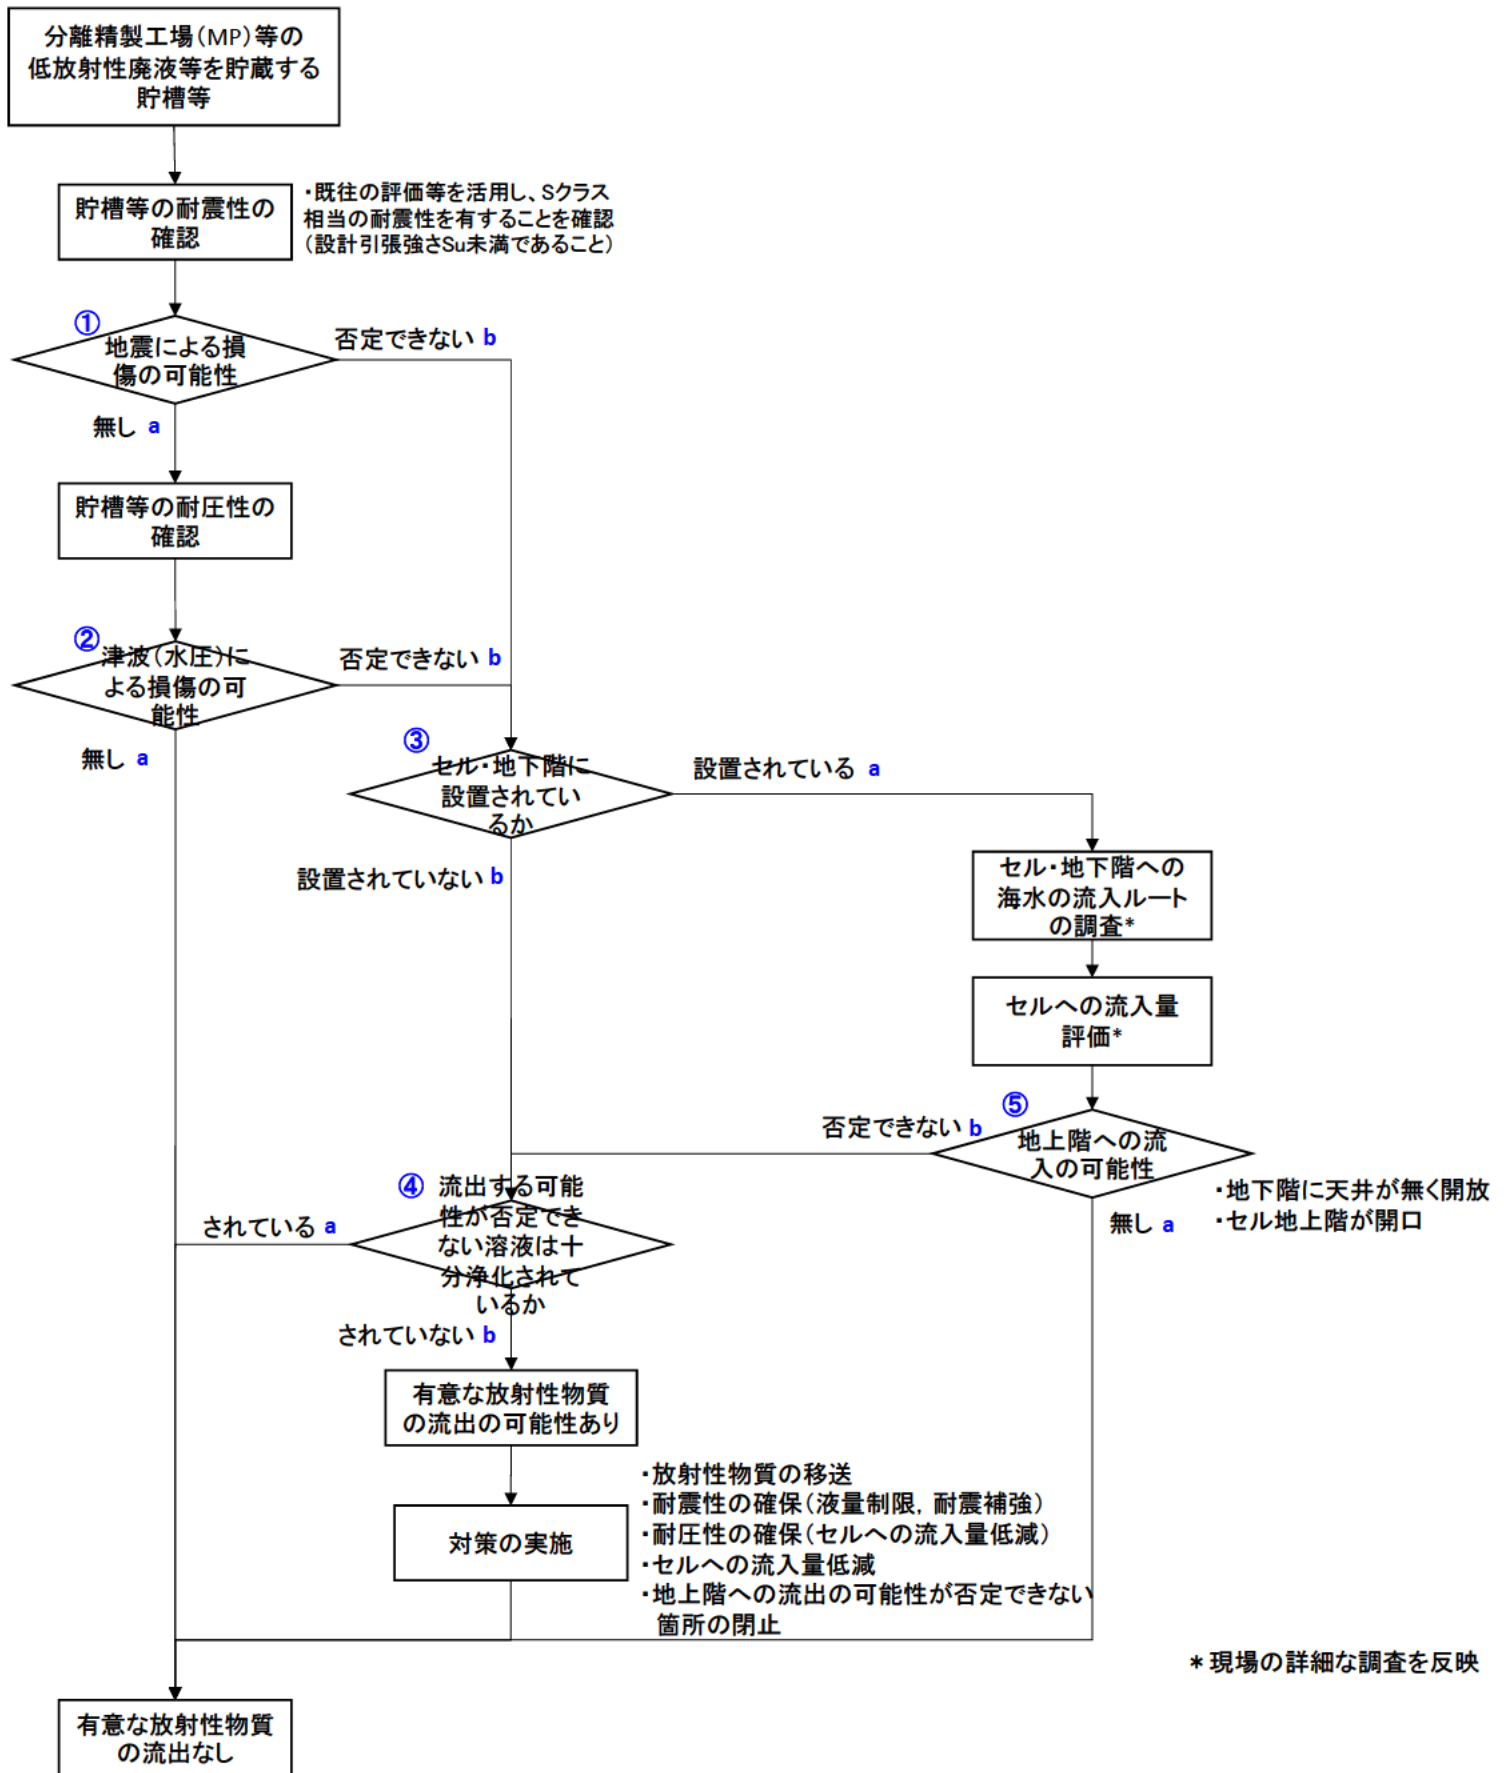 分離精製工場(MP)等の
低放射性廃液等を貯蔵する
貯槽等
貯槽等の耐震性の
確認
・既往の評価等を活用し、Sクラス
相当の耐震性を有することを確認
(設計引張強さSu未満であること)
①
地震による損
傷の可能性
否定できない b
無し a
貯槽等の耐圧性の
確認
②
津波(水圧)に
よる損傷の可
能性
否定できない b
無し a
③
セル・地下階に
設置されてい
るか
設置されている a
設置されていない b
セル・地下階への
海水の流入ルート
の調査*
セルへの流入量
評価*
⑤
地上階への流
入の可能性
否定できない b
無し a
・地下階に天井が無く開放
・セル地上階が開口
④
流出する可能
性が否定でき
ない溶液は十
分浄化されて
いるか
されている a
されていない b
有意な放射性物質
の流出の可能性あり
対策の実施
・放射性物質の移送
・耐震性の確保(液量制限, 耐震補強)
・耐圧性の確保(セルへの流入量低減)
・セルへの流入量低減
・地上階への流出の可能性が否定できない
箇所の閉止
*現場の詳細な調査を反映
有意な放射性物質
の流出なし